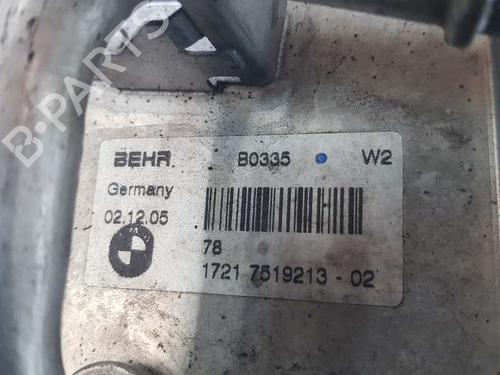 BEHR B0335 W2
Germany
02.12.05
78
1721 7519213 - 02
B-PARTS